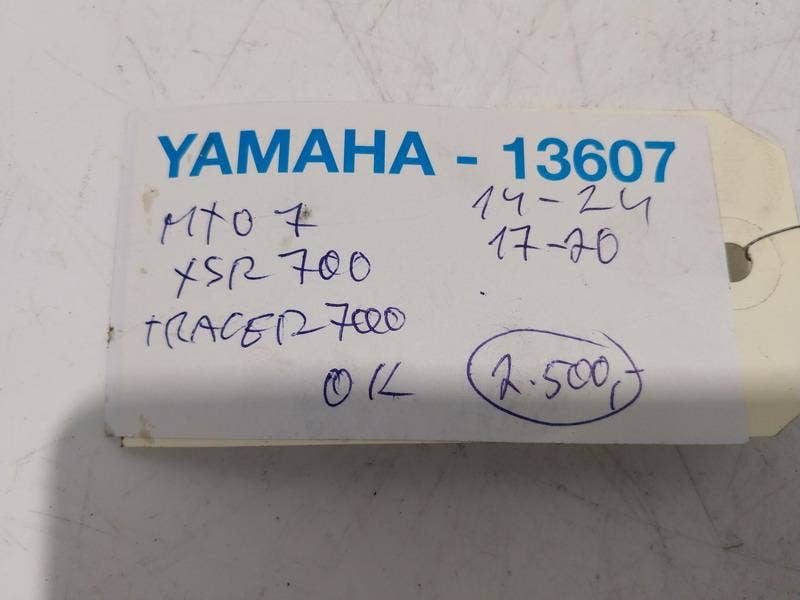 YAMAHA - 13607
MT07 14-24
XSR700 17-20
TRACER700
OK 2.500,-